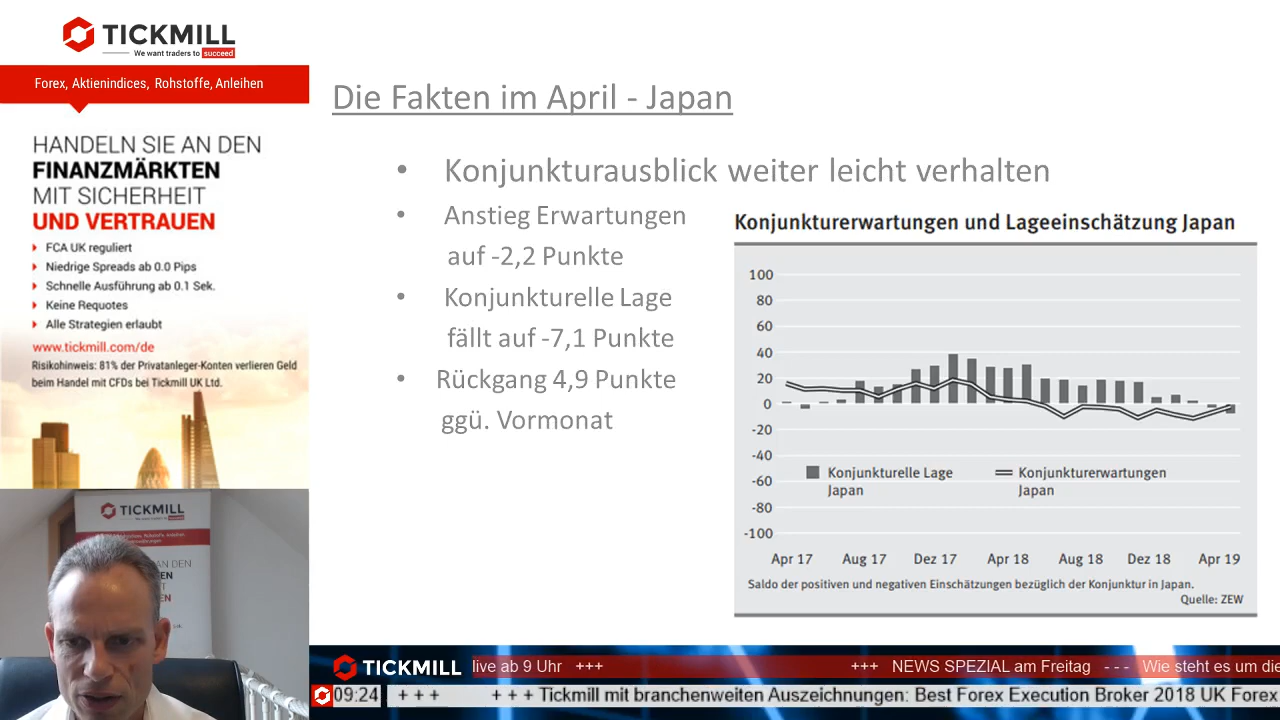 TICKMILL
We want traders to succeed
Forex, Aktienindices, Rohstoffe, Anleihen
HANDELN SIE AN DEN
FINANZMÄRKTEN
MIT SICHERHEIT
UND VERTRAUEN
FCA UK reguliert
Niedrige Spreads ab 0.0 Pips
Schnelle Ausführung ab 0.1 Sek.
Keine Requotes
Alle Strategien erlaubt
www.tickmill.com/de
Risikohinweis: 81% der Privatanleger-Konten verlieren Geld
beim Handel mit CFDs bei Tickmill UK Ltd.
TICKMILL
Die Fakten im April - Japan
• Konjunkturausblick weiter leicht verhalten
• Anstieg Erwartungen
auf -2,2 Punkte
• Konjunkturelle Lage
fällt auf -7,1 Punkte
• Rückgang 4,9 Punkte
ggü. Vormonat
Konjunkturerwartungen und Lageeinschätzung Japan
100
80
60
40
20
0
-20
-40
-60
-80
-100
Konjunkturelle Lage
Japan
Konjunkturerwartungen
Japan
Apr 17 Aug 17 Dez 17 Apr 18 Aug 18 Dez 18 Apr 19
Saldo der positiven und negativen Einschätzungen bezüglich der Konjunktur in Japan.
Quelle: ZEW
TICKMILL live ab 9 Uhr +++ +++ NEWS SPEZIAL am Freitag - - - Wie steht es um die
09:24 + + + + + + Tickmill mit branchenweiten Auszeichnungen: Best Forex Execution Broker 2018 UK Forex